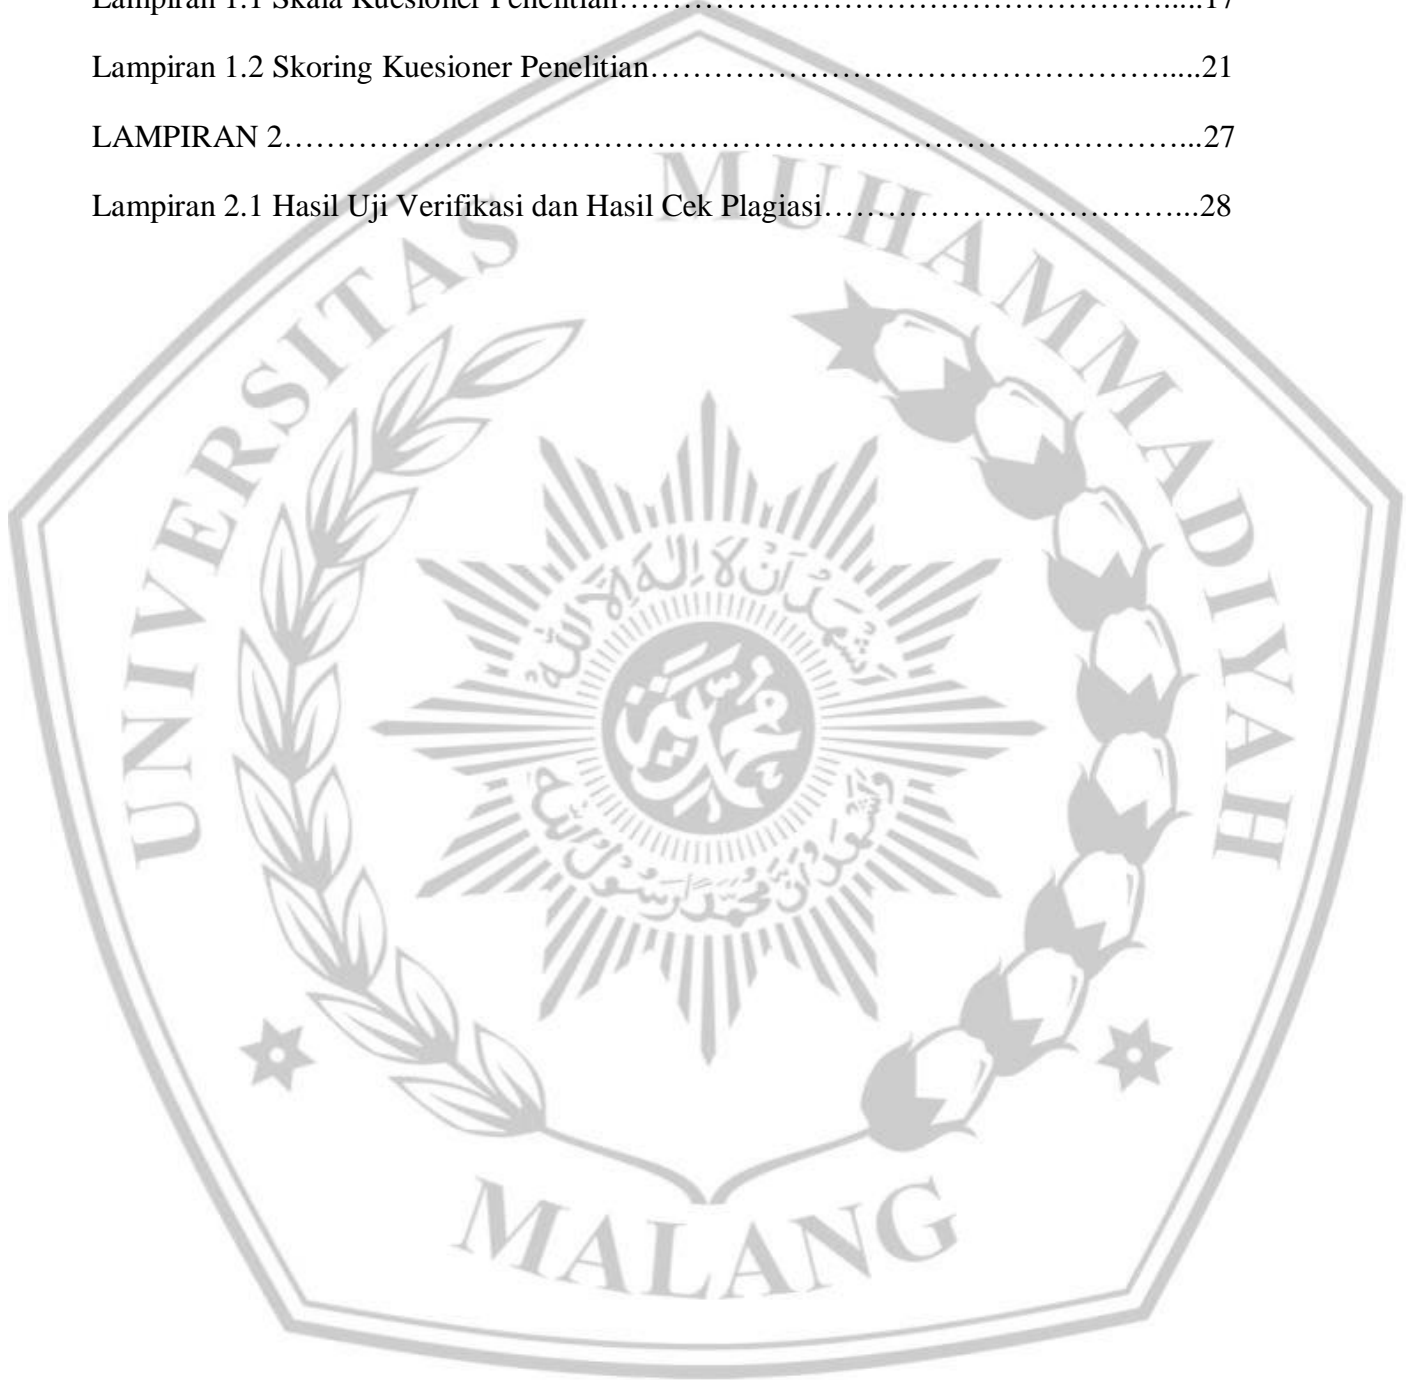 Lampiran 1.1 Skala Kuesioner Penelitian……………………………………………….....17
Lampiran 1.2 Skoring Kuesioner Penelitian……………………………………………......21
LAMPIRAN 2…………………………………………………………………………...27
Lampiran 2.1 Hasil Uji Verifikasi dan Hasil Cek Plagiasi……………………………...28
UNIVERSITAS MUHAMMADIYAH
MALANG